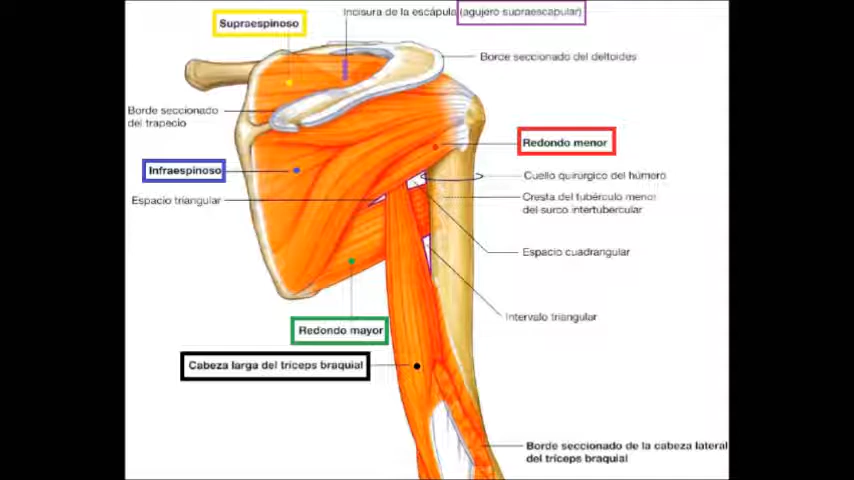 Incisura de la escápula (agujero supraescapular)
Supraespinoso
Borde seccionado del deltoides
Borde seccionado
del trapecio
Redondo menor
Infraespinoso
Cuello quirúrgico del húmero
Espacio triangular
Cresta del tubérculo menor
del surco intertubercular
Espacio cuadrangular
Intervalo triangular
Redondo mayor
Cabeza larga del tríceps braquial
Borde seccionado de la cabeza lateral
del tríceps braquial